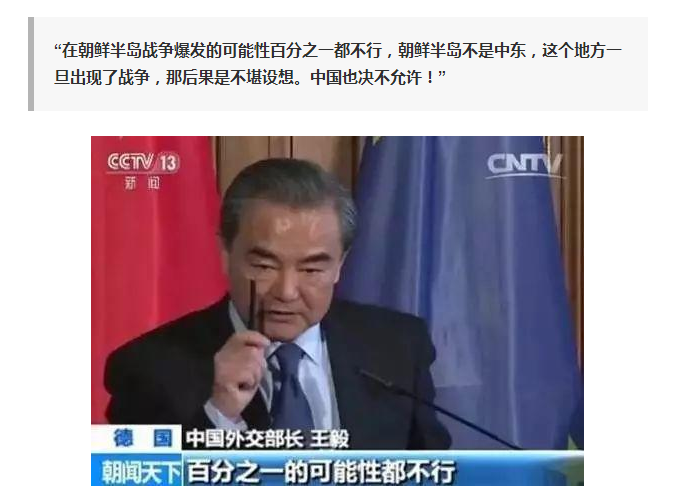 “在朝鲜半岛战争爆发的可能性百分之一都不行，朝鲜半岛不是中东，这个地方一
旦出现了战争，那后果是不堪设想。中国也决不允许！”
CCTV 13
新闻
CNTV
德国
中国外交部长 王毅
朝闻天下
百分之一的可能性都不行